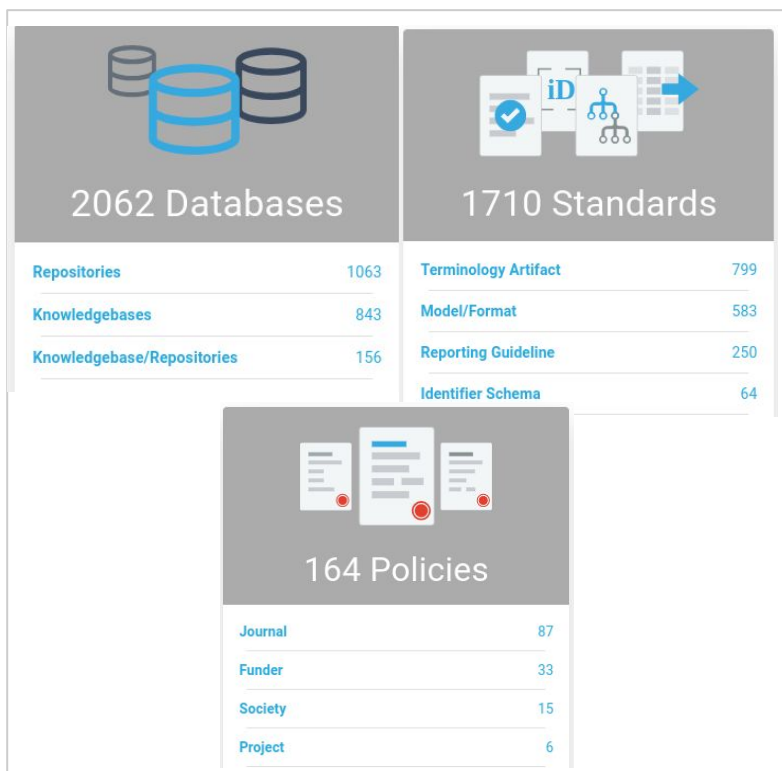 iD
2062 Databases
Repositories 1063
Knowledgebases 843
Knowledgebase/Repositories 156
1710 Standards
Terminology Artifact 799
Model/Format 583
Reporting Guideline 250
Identifier Schema 64
164 Policies
Journal 87
Funder 33
Society 15
Project 6